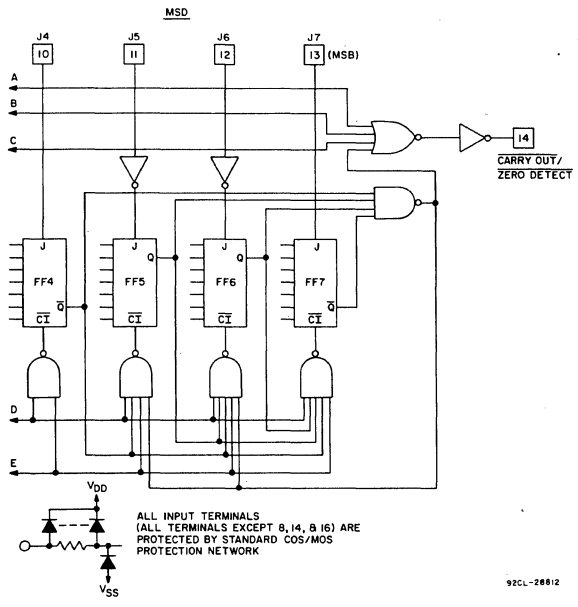 MSD
J4 J5 J6 J7
10 11 12 13 (MSB)
A
B
C
14
CARRY OUT/
ZERO DETECT
J J J J
Q Q
FF4 FF5 FF6 FF7
Q Q
CI CI CI CI
D
E
VDD
ALL INPUT TERMINALS
(ALL TERMINALS EXCEPT 8, 14, & 16) ARE
PROTECTED BY STANDARD COS/MOS
PROTECTION NETWORK
VSS
92CL-28812